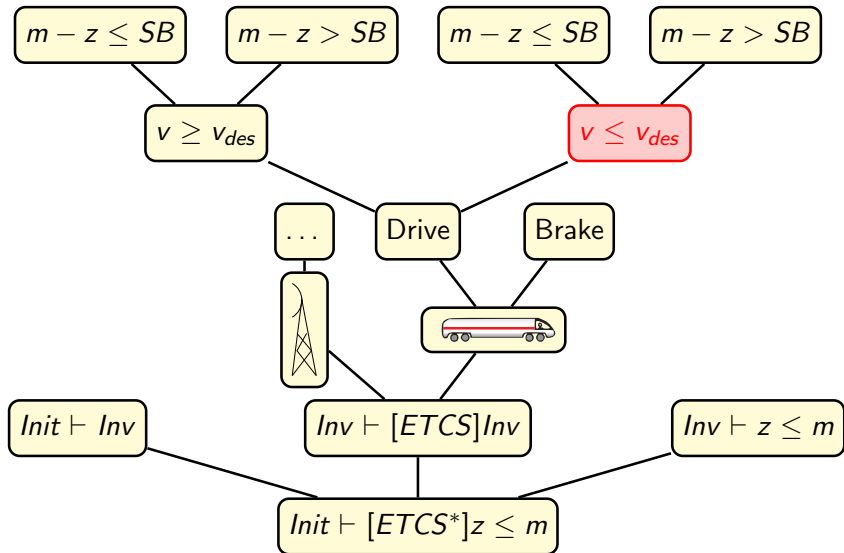 m − z ≤ SB
m − z > SB
m − z ≤ SB
m − z > SB
v ≥ v_des
v ≤ v_des
...
Drive
Brake
Init ⊢ Inv
Inv ⊢ [ETCS]Inv
Inv ⊢ z ≤ m
Init ⊢ [ETCS*]z ≤ m